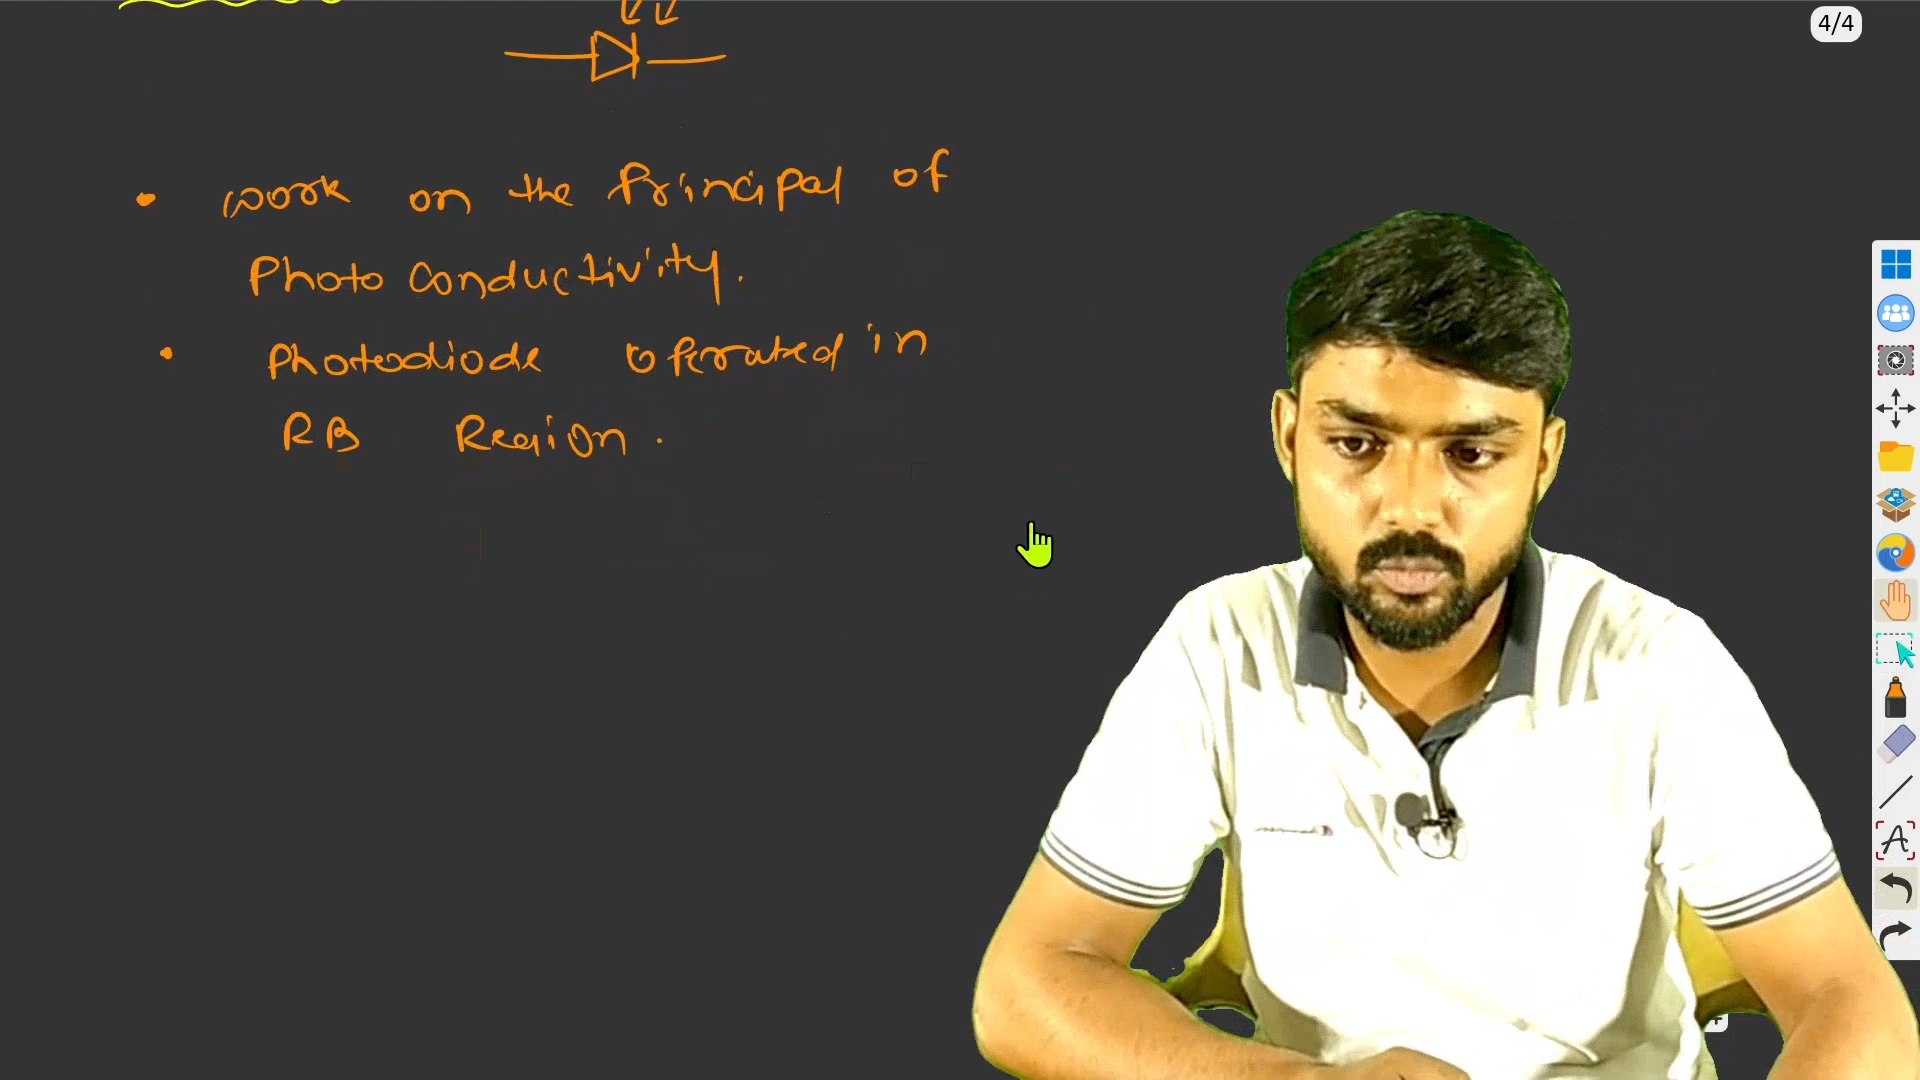 4/4
• work on the Principal of
Photo conductivity.
• Photodiode operated in
RB Region.